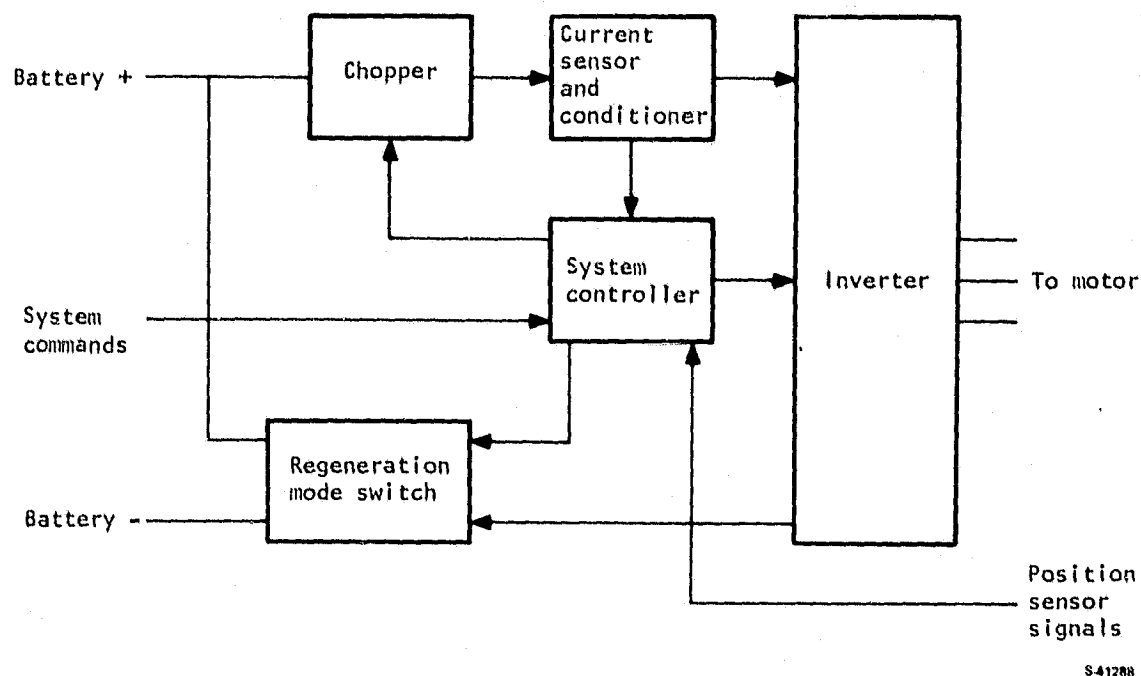 Battery +
Chopper
Current
sensor
and
conditioner
System
controller
Inverter
To motor
System
commands
Regeneration
mode switch
Battery -
Position
sensor
signals
S-41288